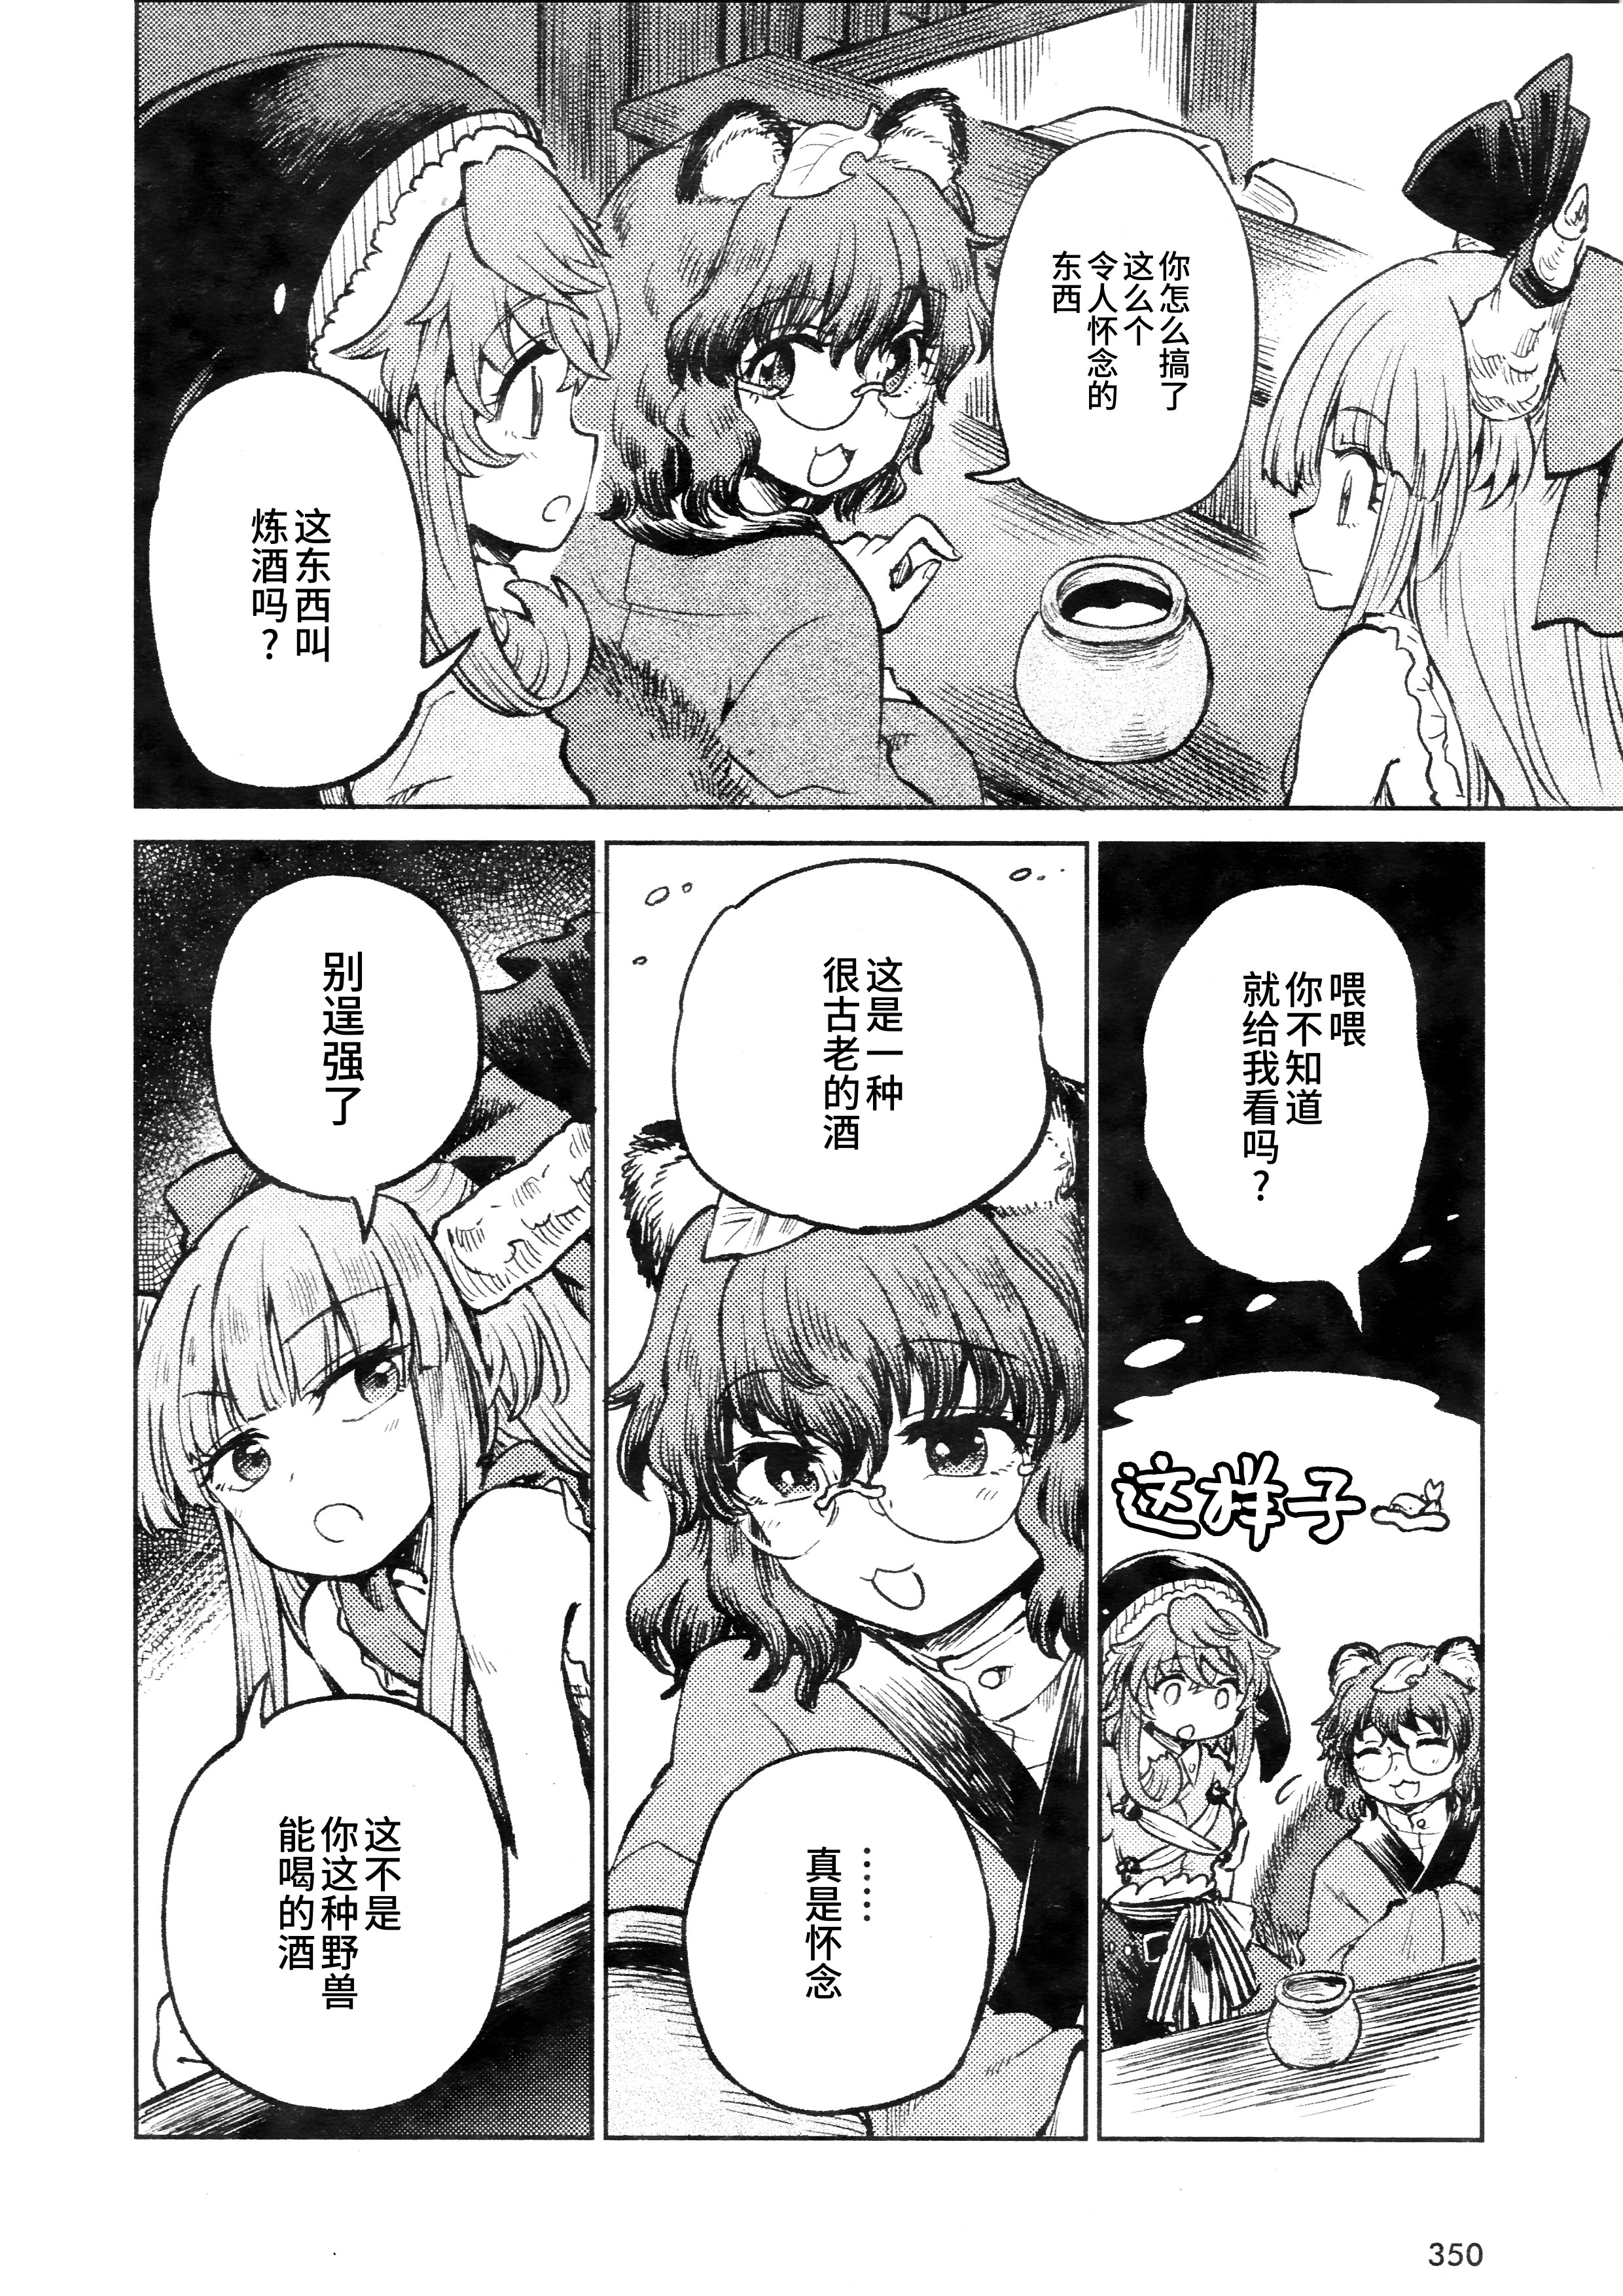 你怎么搞了
这么个
令人怀念的
东西
这东西叫
炼酒吗？
喂喂
你不知道
就给我看吗？
这样子
这是一种
很古老的酒
……
真是怀念
别逞强了
这不是
你这种野兽
能喝的酒
350